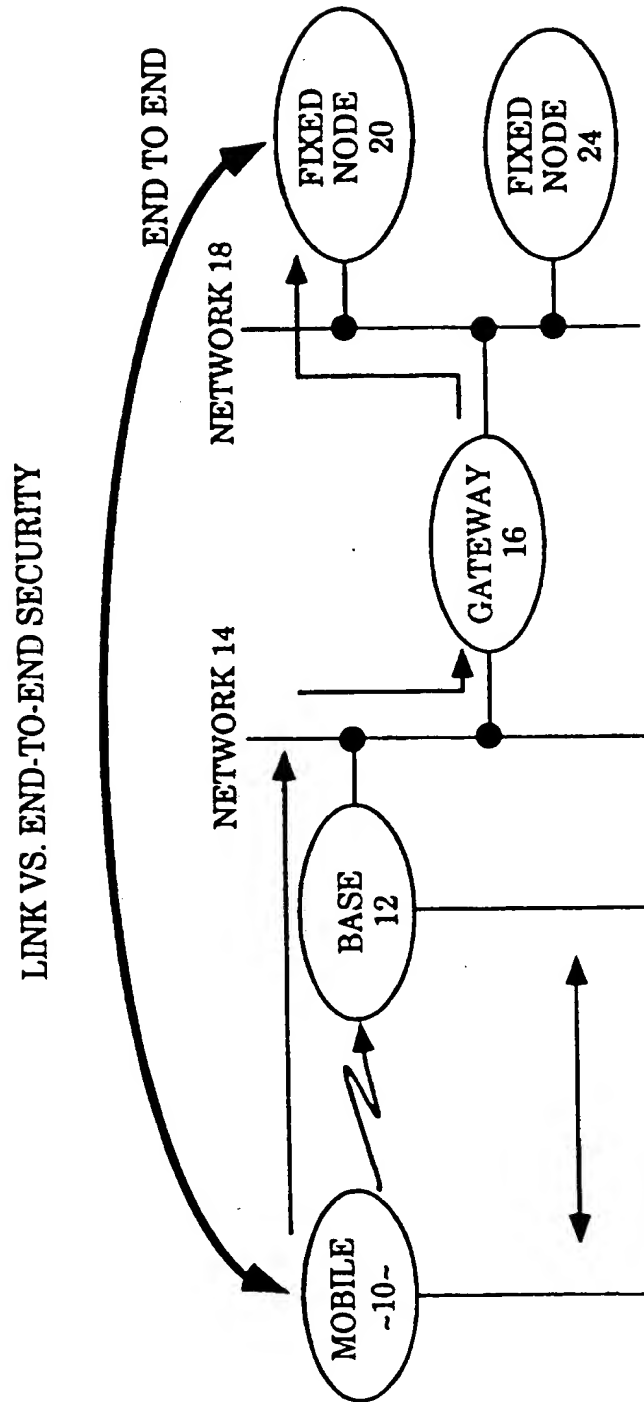 LINK VS. END-TO-END SECURITY
END TO END
NETWORK 14
NETWORK 18
MOBILE
~10~
BASE
12
GATEWAY
16
FIXED
NODE
20
FIXED
NODE
24